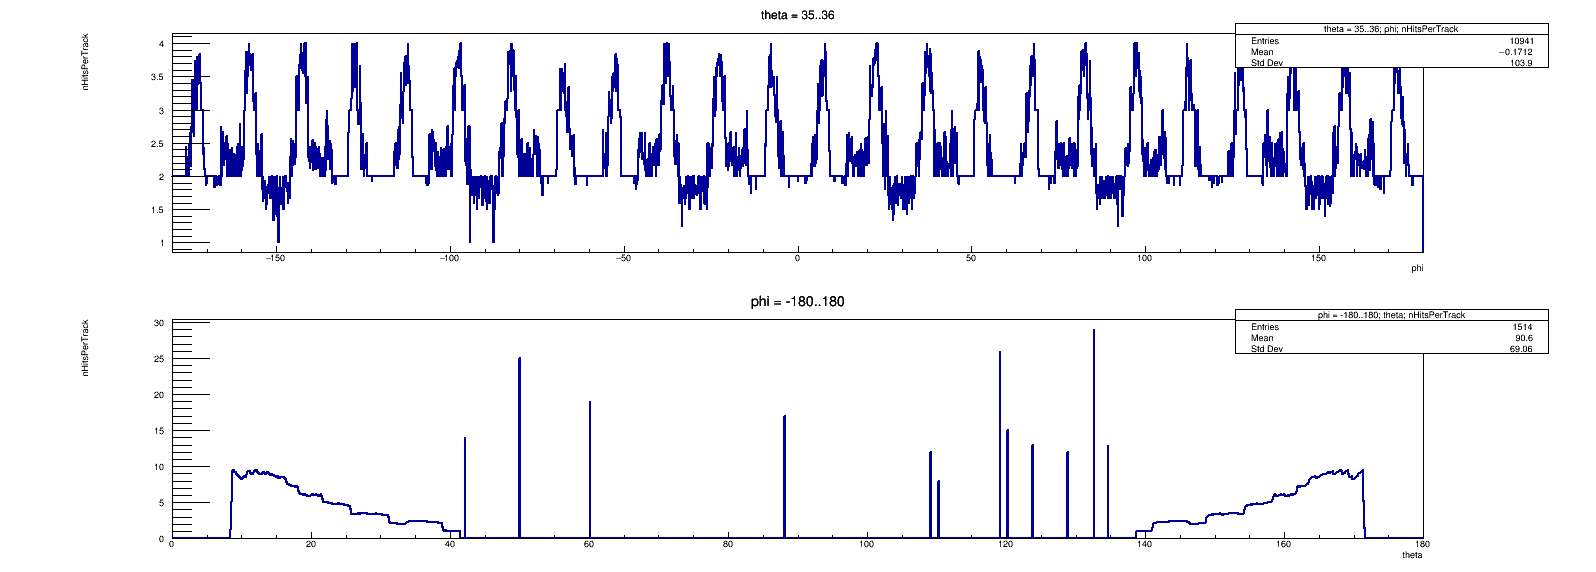 theta = 35..36
nHitsPerTrack
theta = 35..36; phi; nHitsPerTrack
Entries 10941
Mean −0.1712
Std Dev 103.9
4
3.5
3
2.5
2
1.5
1
−150 −100 −50 0 50 100 150
phi
phi = -180..180
nHitsPerTrack
phi = -180..180; theta; nHitsPerTrack
Entries 1514
Mean 90.6
Std Dev 69.06
30
25
20
15
10
5
0
0 20 40 60 80 100 120 140 160 180
theta